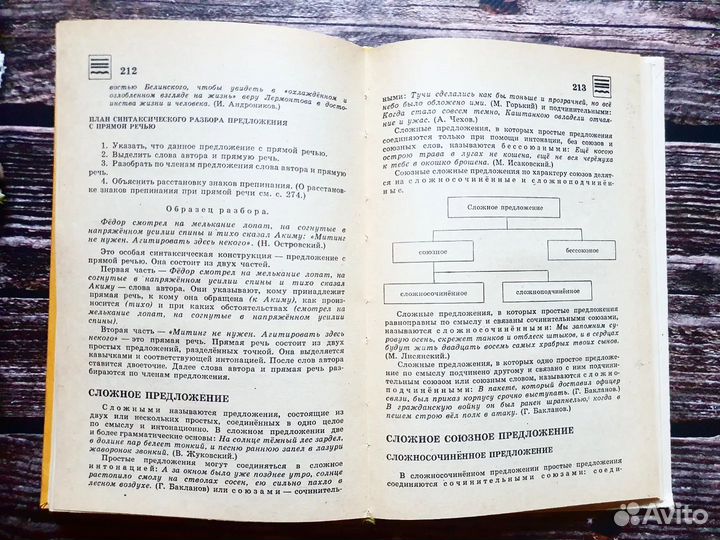 212
востью Белинского, чтобы увидеть в «охлаждённом и
озлобленном взгляде на жизнь» веру Лермонтова в досто-
инства жизни и человека. (И. Андроников.)
ПЛАН СИНТАКСИЧЕСКОГО РАЗБОРА ПРЕДЛОЖЕНИЯ
С ПРЯМОЙ РЕЧЬЮ
1. Указать, что данное предложение с прямой речью.
2. Выделить слова автора и прямую речь.
3. Разобрать по членам предложения слова автора и прямую
речь.
4. Объяснить расстановку знаков препинания. (О расстанов-
ке знаков препинания при прямой речи см. с. 274.)
Образец разбора.
Фёдор смотрел на мелькание лопат, на согнутые в
напряжённом усилии спины и тихо сказал Акиму: «Митинг
не нужен. Агитировать здесь некого». (Н. Островский.)
Это особая синтаксическая конструкция — предложение с
прямой речью. Она состоит из двух частей.
Первая часть — Фёдор смотрел на мелькание лопат, на
согнутые в напряжённом усилии спины и тихо сказал
Акиму — слова автора. Они указывают, кому принадлежит
прямая речь, к кому она обращена (к Акиму), как произ-
носится (тихо) и при каких обстоятельствах (смотрел на
мелькание лопат, на согнутые в напряжённом усилии
спины).
Вторая часть — «Митинг не нужен. Агитировать здесь
некого» — это прямая речь. Прямая речь состоит из двух
простых предложений, разделённых точкой. Она выделяется
кавычками и соответствующей интонацией. После слов автора
ставится двоеточие. Далее слова автора и прямая речь разби-
раются по членам предложения.
СЛОЖНОЕ ПРЕДЛОЖЕНИЕ
Сложными называются предложения, состоящие из
двух или нескольких простых, соединённых в одно целое
по смыслу и интонацией. В сложном предложении две
и более грамматические основы: На солнце тёмный лес зардел,
в долине пар белеет тонкий, и песню раннюю запел в лазури
жаворонок звонкий. (В. Жуковский.)
Простые предложения могут соединяться в сложное
интонацией: А за окном было уже позднее утро, солнце
растопило смолу на стволах сосен, ею сильно пахло в
лесном воздухе. (Г. Бакланов) или союзами — сочинитель-
213
ными: Тучи сделались как бы тоньше и прозрачней, но всё
небо было обложено ими. (М. Горький) и подчинительными:
Когда стало совсем темно, Каштанкою овладели отчая-
ние и ужас. (А. Чехов.)
Сложные предложения, в которых простые предложения
соединяются только при помощи интонации, без союзов и
союзных слов, называются бессоюзными: Ещё косою
острою трава в лугах не кошена, ещё не вся черёмуха
к тебе в окошко брошена. (М. Исаковский.)
Союзные сложные предложения по характеру союзов делят-
ся на сложносочинённые и сложноподчинён-
ные.
Сложное предложение
союзное
бессоюзное
сложносочинённое
сложноподчинённое
Сложные предложения, в которых простые предложения
равноправны по смыслу и связаны сочинительными союзами,
называются сложносочинёнными: Мы запомним су-
ровую осень, скрежет танков и отблеск штыков, и в сердцах
будут жить двадцать восемь самых храбрых твоих сынов.
(М. Лисянский.)
Сложные предложения, в которых одно простое предложе-
ние по смыслу подчинено другому и связано с ним подчи-
нительным союзом или союзным словом, называются сложно-
подчинёнными: В пакете, который доставил офицер
связи, был приказ корпусу срочно выступать. (Г. Бакланов.)
В гражданскую войну он был ранен шрапнелью, когда в
пешем строю вёл полк в атаку. (Г. Бакланов.)
СЛОЖНОЕ СОЮЗНОЕ ПРЕДЛОЖЕНИЕ
СЛОЖНОСОЧИНЁННОЕ ПРЕДЛОЖЕНИЕ
В сложносочинённом предложении простые предложения
соединяются сочинительными союзами: соеди-
Avito